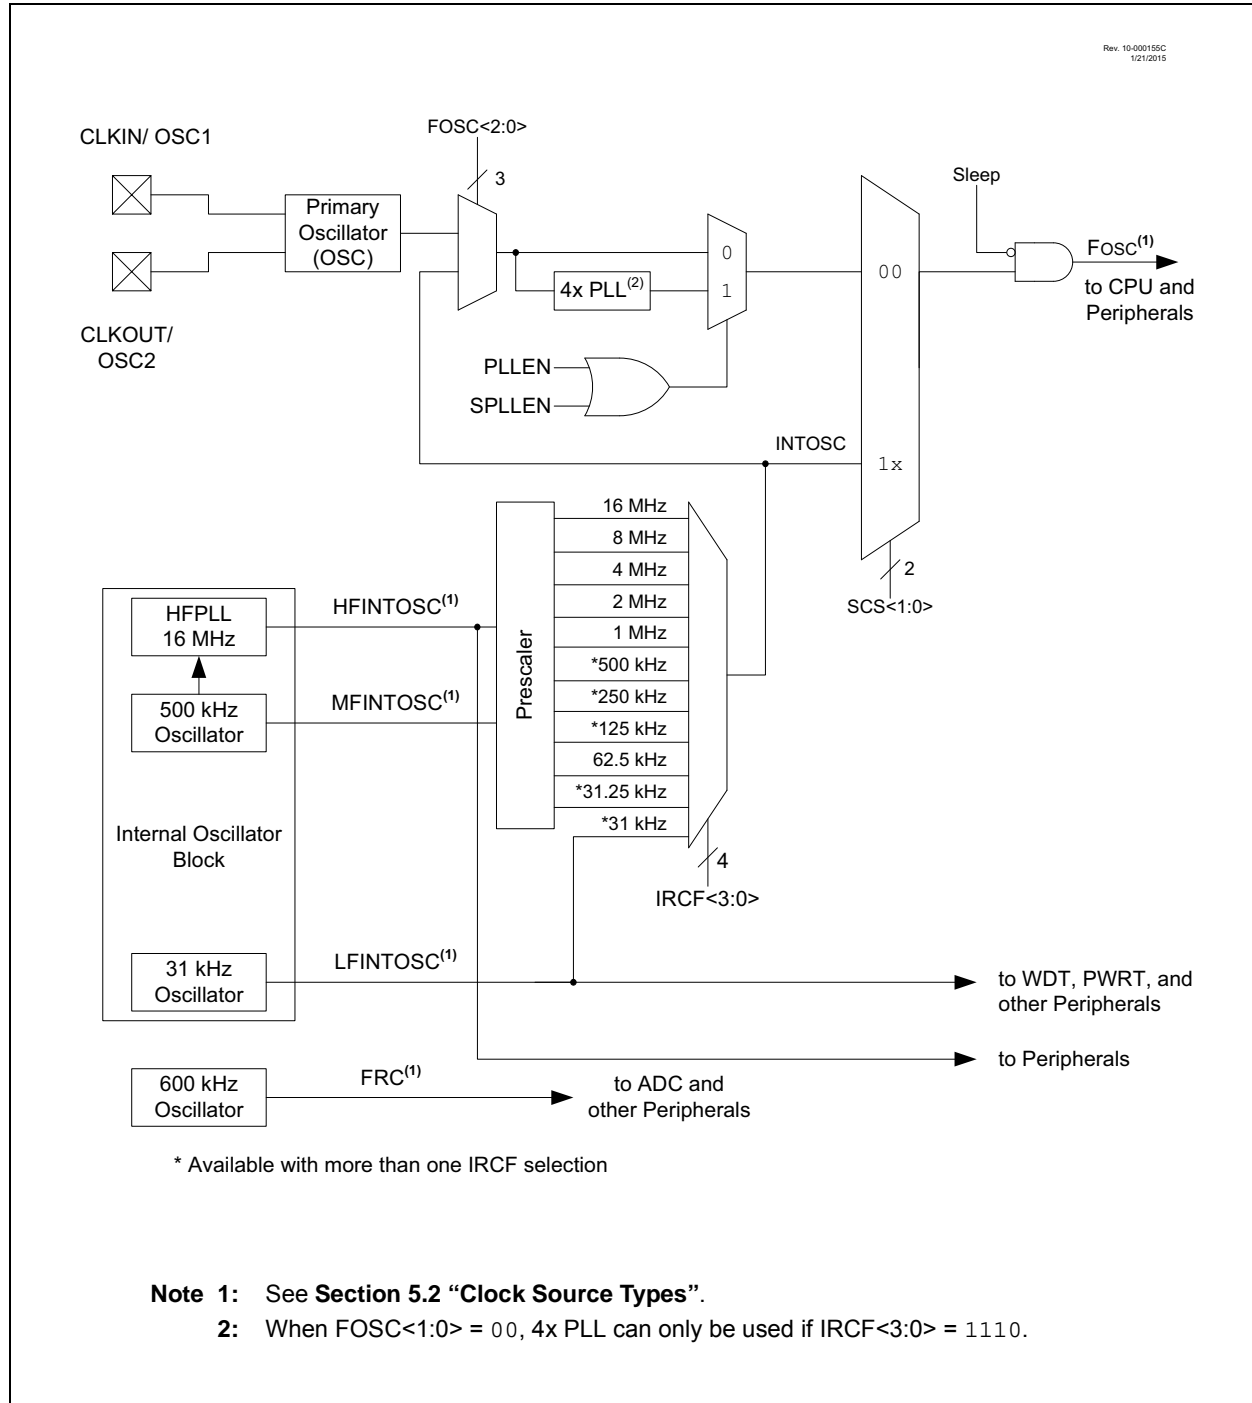 Rev. 10-000155C
1/21/2015
CLKIN/ OSC1
FOSC<2:0>
3
Sleep
Primary
Oscillator
(OSC)
0
1
4x PLL(2)
00
FOSC(1)
to CPU and
Peripherals
CLKOUT/
OSC2
PLLEN
SPLLEN
INTOSC
1x
2
SCS<1:0>
16 MHz
8 MHz
4 MHz
2 MHz
1 MHz
*500 kHz
*250 kHz
*125 kHz
62.5 kHz
*31.25 kHz
*31 kHz
Prescaler
4
IRCF<3:0>
HFPLL
16 MHz
HFINTOSC(1)
500 kHz
Oscillator
MFINTOSC(1)
Internal Oscillator
Block
31 kHz
Oscillator
LFINTOSC(1)
to WDT, PWRT, and
other Peripherals
to Peripherals
600 kHz
Oscillator
FRC(1)
to ADC and
other Peripherals
* Available with more than one IRCF selection
Note 1: See Section 5.2 “Clock Source Types”.
2: When FOSC<1:0> = 00, 4x PLL can only be used if IRCF<3:0> = 1110.